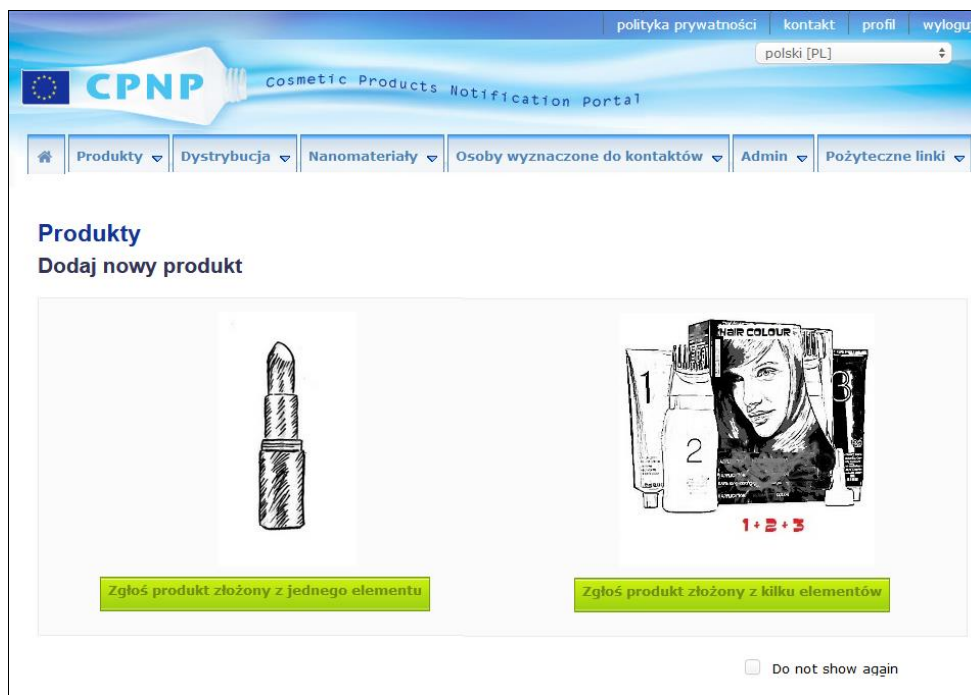 polityka prywatności kontakt profil wyloguj
polski [PL]
CPNP Cosmetic Products Notification Portal
Produkty Dystrybucja Nanomateriały Osoby wyznaczone do kontaktów Admin Pożyteczne linki
Produkty
Dodaj nowy produkt
HAIR COLOUR
1 2 3
1+2+3
Zgłoś produkt złożony z jednego elementu Zgłoś produkt złożony z kilku elementów
Do not show again